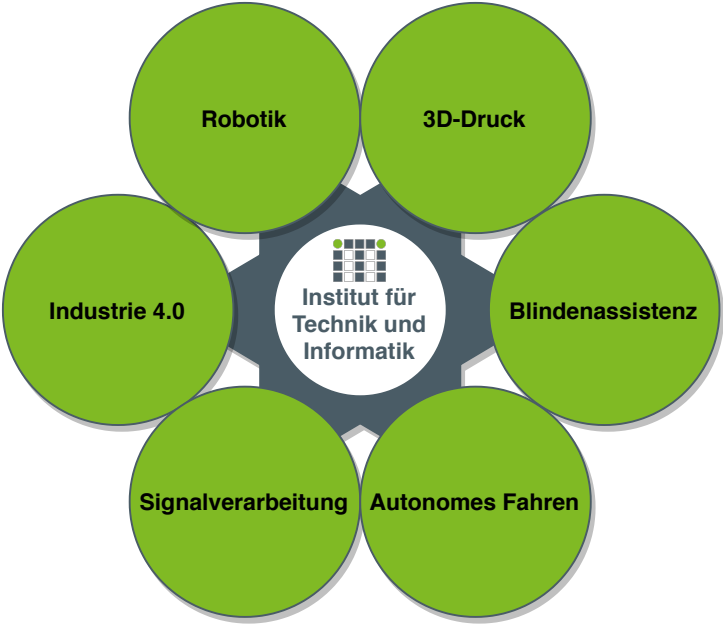 Robotik
3D-Druck
Industrie 4.0
Institut für
Technik und
Informatik
Blindenassistenz
Signalverarbeitung
Autonomes Fahren